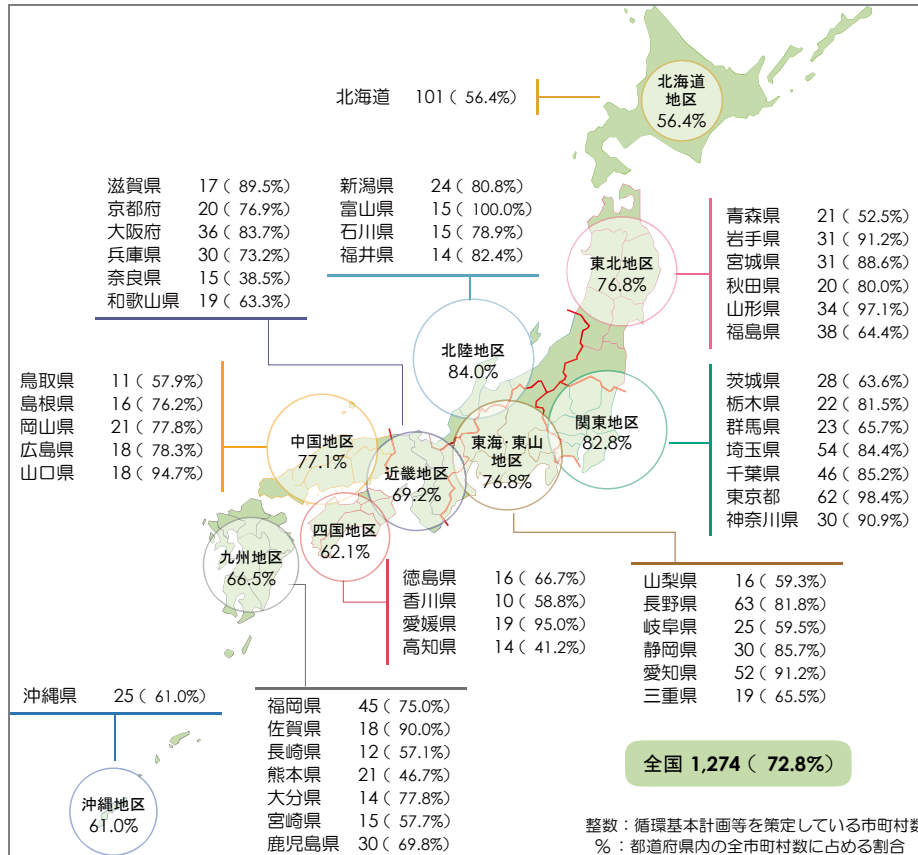 北海道 101 ( 56.4%)
北海道
地区
56.4%
滋賀県 17 ( 89.5%)
京都府 20 ( 76.9%)
大阪府 36 ( 83.7%)
兵庫県 30 ( 73.2%)
奈良県 15 ( 38.5%)
和歌山県 19 ( 63.3%)
新潟県 24 ( 80.8%)
富山県 15 ( 100.0%)
石川県 15 ( 78.9%)
福井県 14 ( 82.4%)
東北地区
76.8%
青森県 21 ( 52.5%)
岩手県 31 ( 91.2%)
宮城県 31 ( 88.6%)
秋田県 20 ( 80.0%)
山形県 34 ( 97.1%)
福島県 38 ( 64.4%)
北陸地区
84.0%
鳥取県 11 ( 57.9%)
島根県 16 ( 76.2%)
岡山県 21 ( 77.8%)
広島県 18 ( 78.3%)
山口県 18 ( 94.7%)
中国地区
77.1%
近畿地区
69.2%
東海・東山
地区
76.8%
関東地区
82.8%
茨城県 28 ( 63.6%)
栃木県 22 ( 81.5%)
群馬県 23 ( 65.7%)
埼玉県 54 ( 84.4%)
千葉県 46 ( 85.2%)
東京都 62 ( 98.4%)
神奈川県 30 ( 90.9%)
四国地区
62.1%
九州地区
66.5%
徳島県 16 ( 66.7%)
香川県 10 ( 58.8%)
愛媛県 19 ( 95.0%)
高知県 14 ( 41.2%)
山梨県 16 ( 59.3%)
長野県 63 ( 81.8%)
岐阜県 25 ( 59.5%)
静岡県 30 ( 85.7%)
愛知県 52 ( 91.2%)
三重県 19 ( 65.5%)
沖縄県 25 ( 61.0%)
沖縄地区
61.0%
福岡県 45 ( 75.0%)
佐賀県 18 ( 90.0%)
長崎県 12 ( 57.1%)
熊本県 21 ( 46.7%)
大分県 14 ( 77.8%)
宮崎県 15 ( 57.7%)
鹿児島県 30 ( 69.8%)
全国 1,274 ( 72.8%)
整数：循環基本計画等を策定している市町村数
%：都道府県内の全市町村数に占める割合